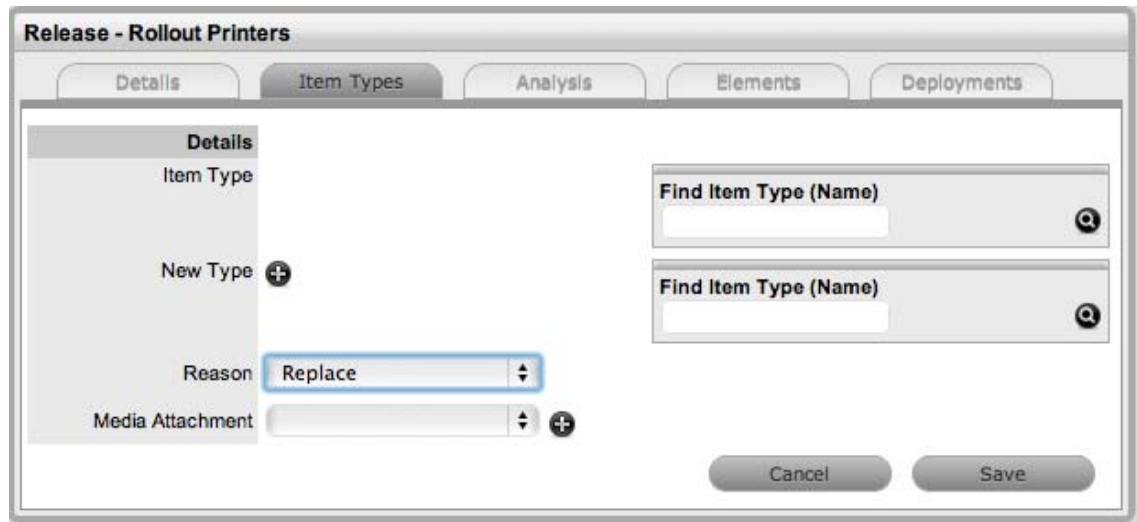 Release - Rollout Printers
Details
Item Types
Analysis
Elements
Deployments
Details
Item Type
Find Item Type (Name)
New Type
Find Item Type (Name)
Reason
Replace
Media Attachment
Cancel
Save